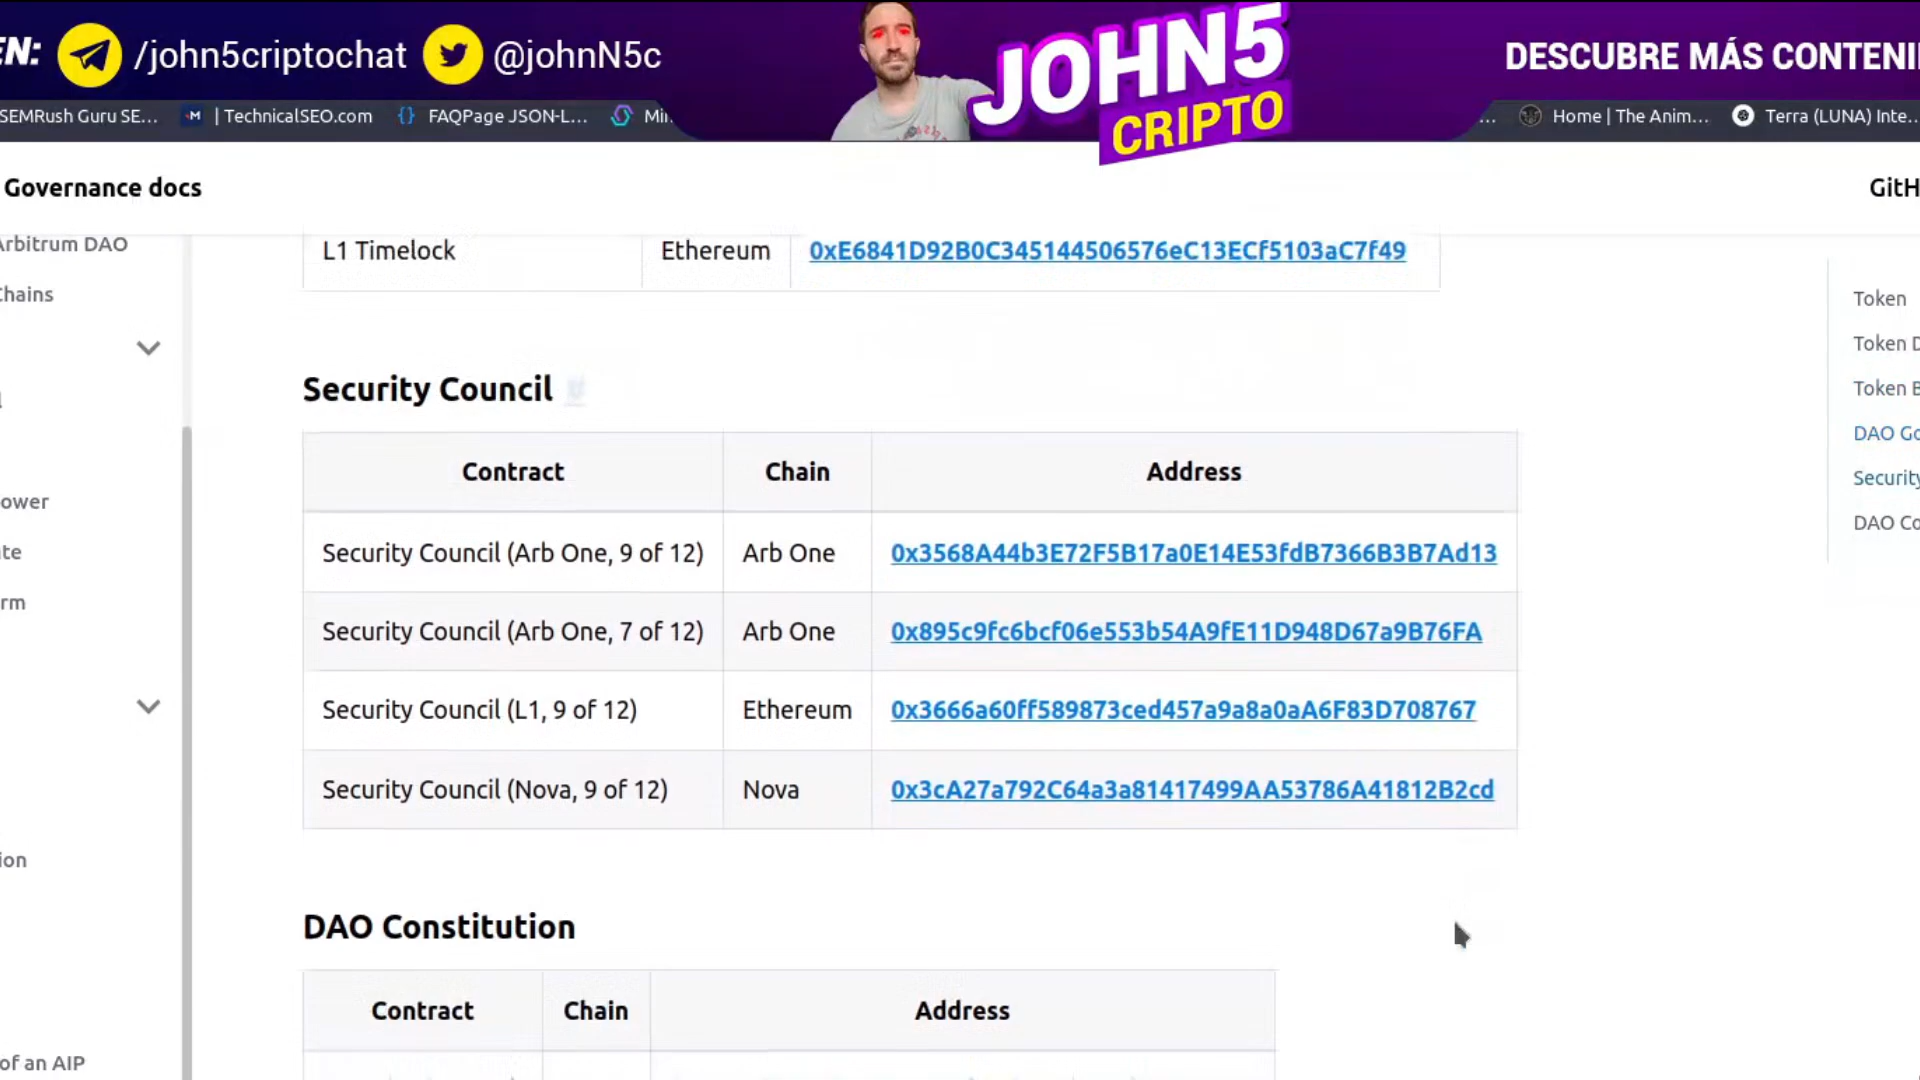 EN: /john5criptochat @johnN5c
JOHN5
CRIPTO
DESCUBRE MÁS CONTENI
SEMRush Guru SE... | TechnicalSEO.com FAQPage JSON-L... Min ... Home | The Anim... Terra (LUNA) Inte...
Governance docs
GitH
Arbitrum DAO
Chains
ower
te
rm
ion
of an AIP
L1 Timelock Ethereum 0xE6841D92B0C345144506576eC13ECf5103aC7f49
Security Council
Contract Chain Address
Security Council (Arb One, 9 of 12) Arb One 0x3568A44b3E72F5B17a0E14E53fdB7366B3B7Ad13
Security Council (Arb One, 7 of 12) Arb One 0x895c9fc6bcf06e553b54A9fE11D948D67a9B76FA
Security Council (L1, 9 of 12) Ethereum 0x3666a60ff589873ced457a9a8a0aA6F83D708767
Security Council (Nova, 9 of 12) Nova 0x3cA27a792C64a3a81417499AA53786A41812B2cd
DAO Constitution
Contract Chain Address
Token
Token D
Token B
DAO Go
Security
DAO Co